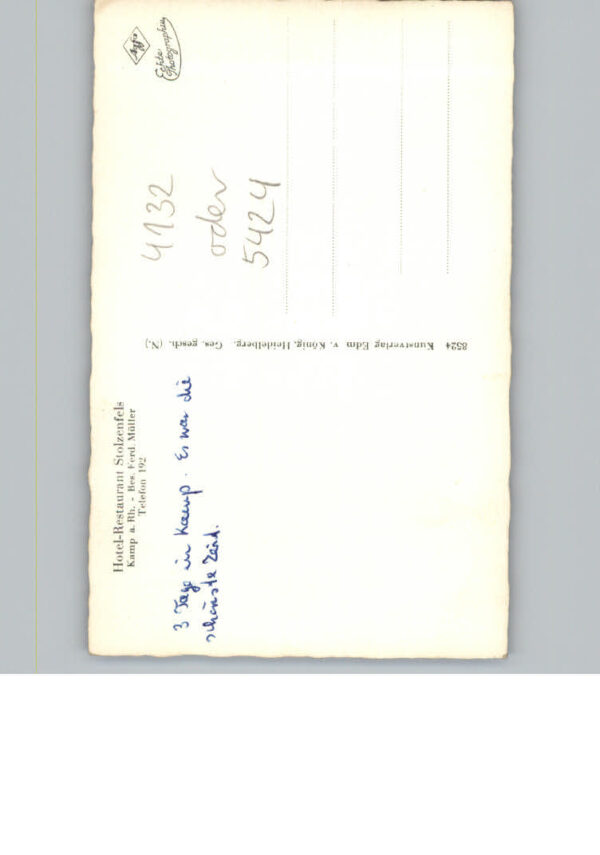 Hotel-Restaurant Stolzenfels
Kamp a. Rh. - Bes. Ferd. Müller
Telefon 192
3 Tage in Kamp. Es war die
schönste Zeit.
8524 Kunstverlag Edm v. König, Heidelberg. Ges. gesch. (N.)
Agfa
Echte
Photographie
4132
oder
5424